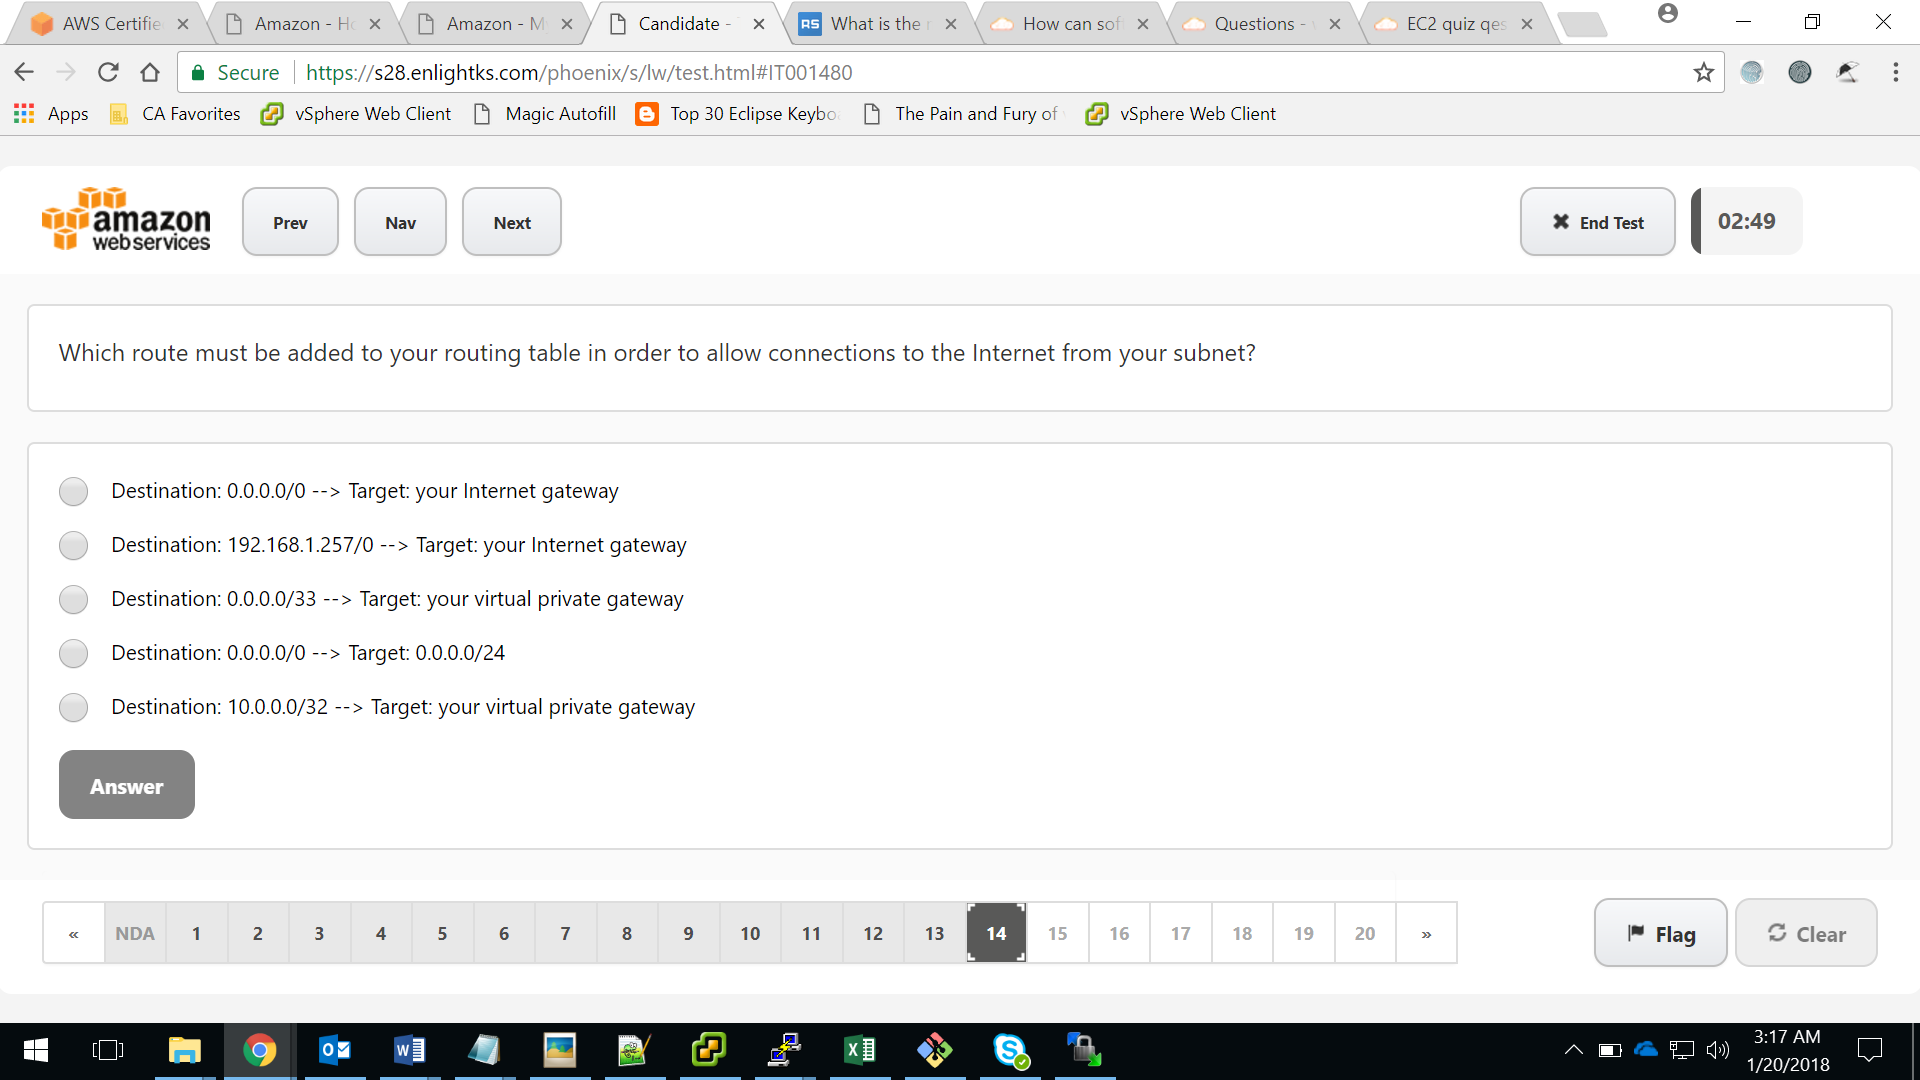 AWS Certifie
Amazon - Ho
Amazon - M
Candidate -
What is the
How can sof
Questions -
EC2 quiz qes
Secure
https://s28.enlightks.com/phoenix/s/lw/test.html#IT001480
Apps
CA Favorites
vSphere Web Client
Magic Autofill
Top 30 Eclipse Keybo
The Pain and Fury of
vSphere Web Client
amazon
webservices
Prev
Nav
Next
End Test
02:49
Which route must be added to your routing table in order to allow connections to the Internet from your subnet?
Destination: 0.0.0.0/0 --> Target: your Internet gateway
Destination: 192.168.1.257/0 --> Target: your Internet gateway
Destination: 0.0.0.0/33 --> Target: your virtual private gateway
Destination: 0.0.0.0/0 --> Target: 0.0.0.0/24
Destination: 10.0.0.0/32 --> Target: your virtual private gateway
Answer
« NDA 1 2 3 4 5 6 7 8 9 10 11 12 13 14 15 16 17 18 19 20 »
Flag
Clear
3:17 AM
1/20/2018